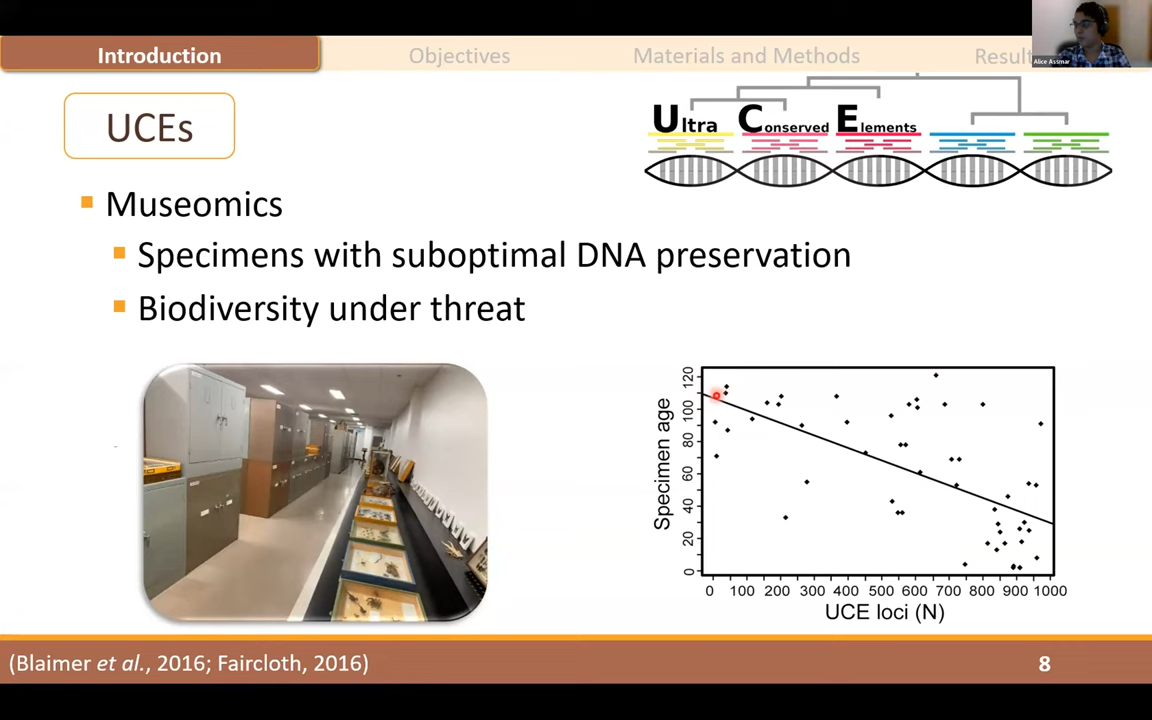 Introduction
Objectives
Materials and Methods
Result
Alice Assmar
UCEs
Ultra Conserved Elements
Museomics
Specimens with suboptimal DNA preservation
Biodiversity under threat
Specimen age
120
100
80
60
40
20
0
0 100 200 300 400 500 600 700 800 900 1000
UCE loci (N)
(Blaimer et al., 2016; Faircloth, 2016)
8